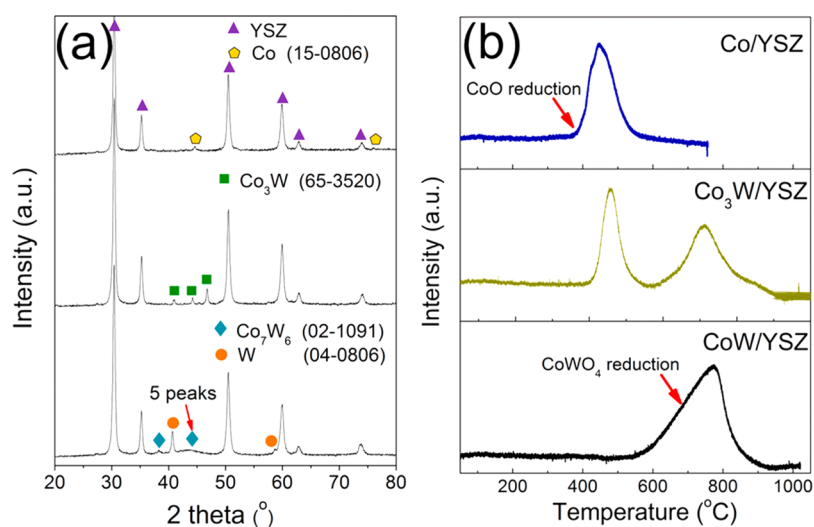 (a)
YSZ
Co (15-0806)
Co₃W (65-3520)
Co₇W₆ (02-1091)
W (04-0806)
5 peaks
Intensity (a.u.)
20 30 40 50 60 70 80
2 theta (°)
(b)
Co/YSZ
CoO reduction
Co₃W/YSZ
CoW/YSZ
CoWO₄ reduction
Intensity (a.u.)
200 400 600 800 1000
Temperature (°C)